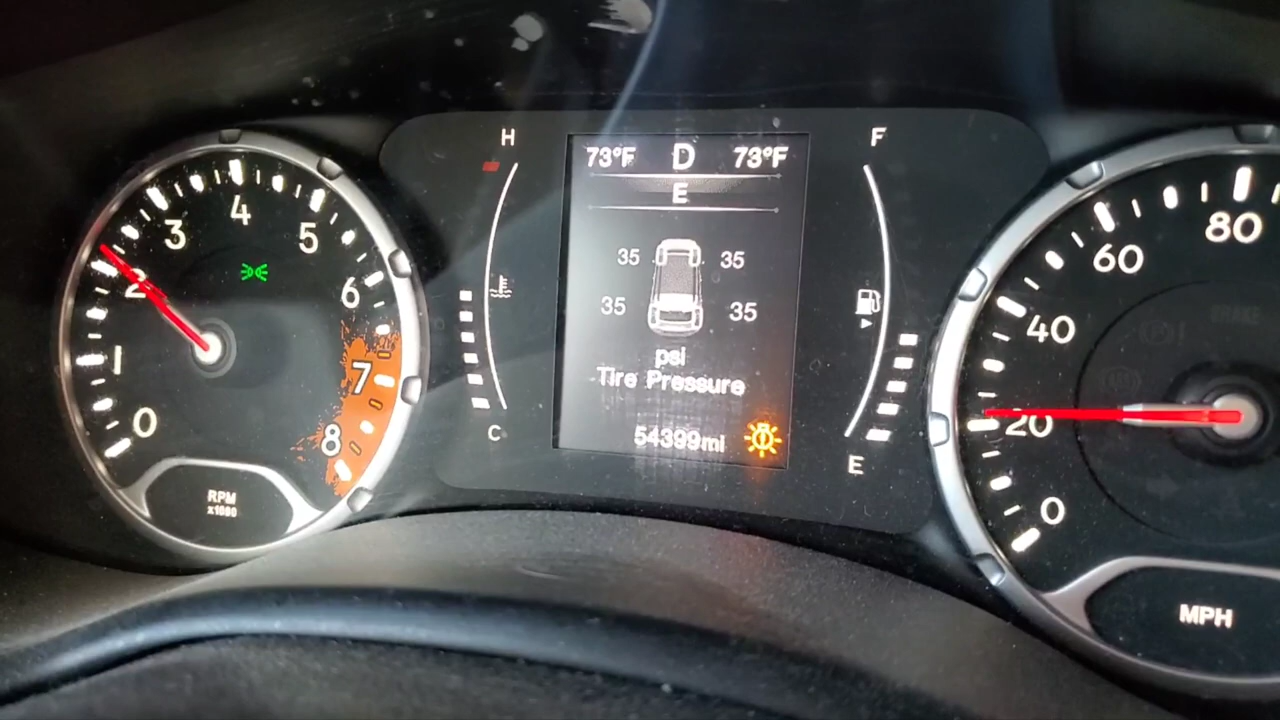 H
F
73°F D 73°F
E
3 4 5
2 6
1 7
0 8
RPM
x1000
C
35 35
35 35
psi
Tire Pressure
54399mi
E
80
60
40
20
0
MPH